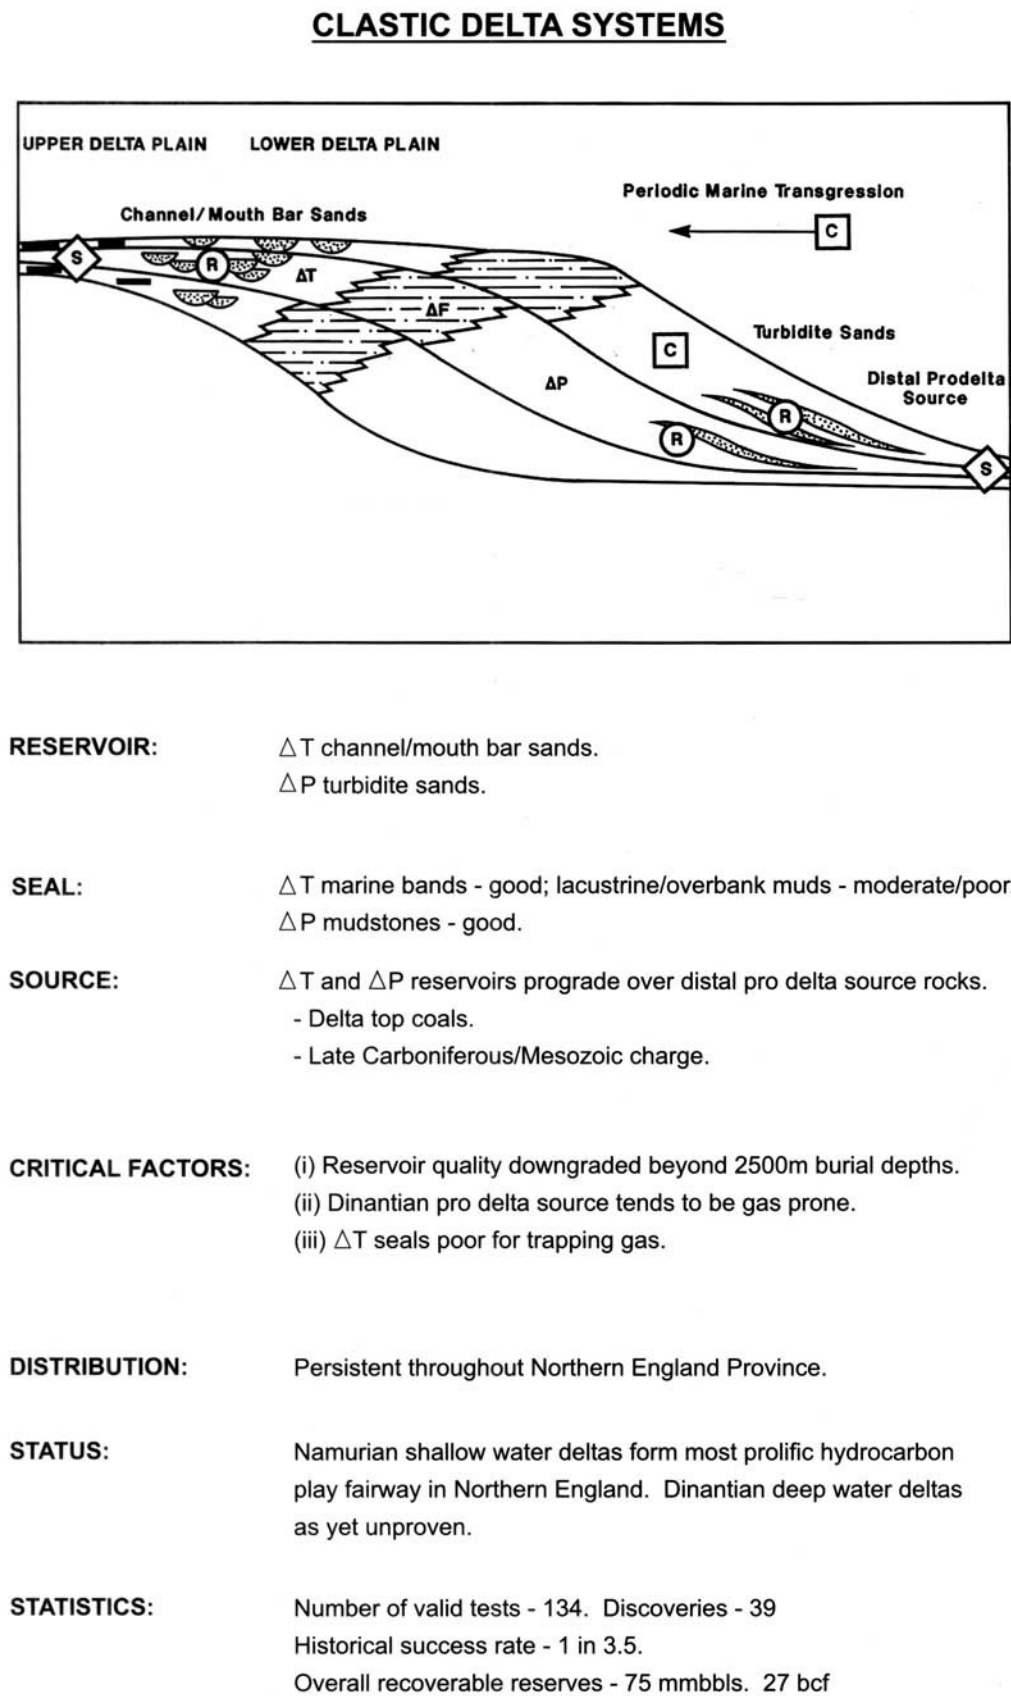 CLASTIC DELTA SYSTEMS
UPPER DELTA PLAIN LOWER DELTA PLAIN
Periodic Marine Transgression
Channel/Mouth Bar Sands
C
S
R
ΔT
ΔF
Turbidite Sands
C
ΔP
Distal Prodelta
Source
R
R
S
RESERVOIR: △T channel/mouth bar sands.
△P turbidite sands.
SEAL: △T marine bands - good; lacustrine/overbank muds - moderate/poor.
△P mudstones - good.
SOURCE: △T and △P reservoirs prograde over distal pro delta source rocks.
- Delta top coals.
- Late Carboniferous/Mesozoic charge.
CRITICAL FACTORS: (i) Reservoir quality downgraded beyond 2500m burial depths.
(ii) Dinantian pro delta source tends to be gas prone.
(iii) △T seals poor for trapping gas.
DISTRIBUTION: Persistent throughout Northern England Province.
STATUS: Namurian shallow water deltas form most prolific hydrocarbon
play fairway in Northern England. Dinantian deep water deltas
as yet unproven.
STATISTICS: Number of valid tests - 134. Discoveries - 39
Historical success rate - 1 in 3.5.
Overall recoverable reserves - 75 mmbbls. 27 bcf